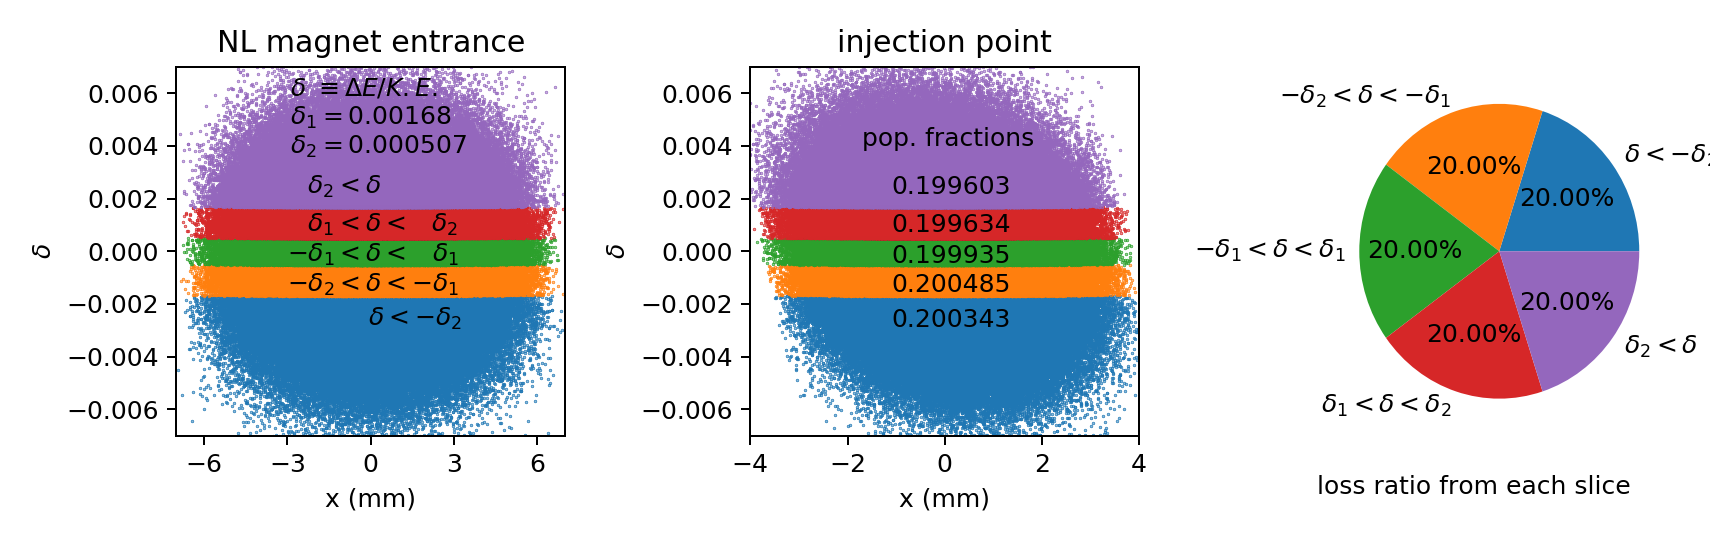 NL magnet entrance
δ ≡ ΔE/K.E.
δ₁ = 0.00168
δ₂ = 0.000507
δ₂ < δ
δ₁ < δ < δ₂
−δ₁ < δ < δ₁
−δ₂ < δ < −δ₁
δ < −δ₂
0.006
0.004
0.002
0.000
−0.002
−0.004
−0.006
δ
−6 −3 0 3 6
x (mm)
injection point
pop. fractions
0.199603
0.199634
0.199935
0.200485
0.200343
0.006
0.004
0.002
0.000
−0.002
−0.004
−0.006
δ
−4 −2 0 2 4
x (mm)
−δ₂ < δ < −δ₁
δ < −δ₂
−δ₁ < δ < δ₁
δ₂ < δ
δ₁ < δ < δ₂
20.00%
20.00%
20.00%
20.00%
20.00%
loss ratio from each slice